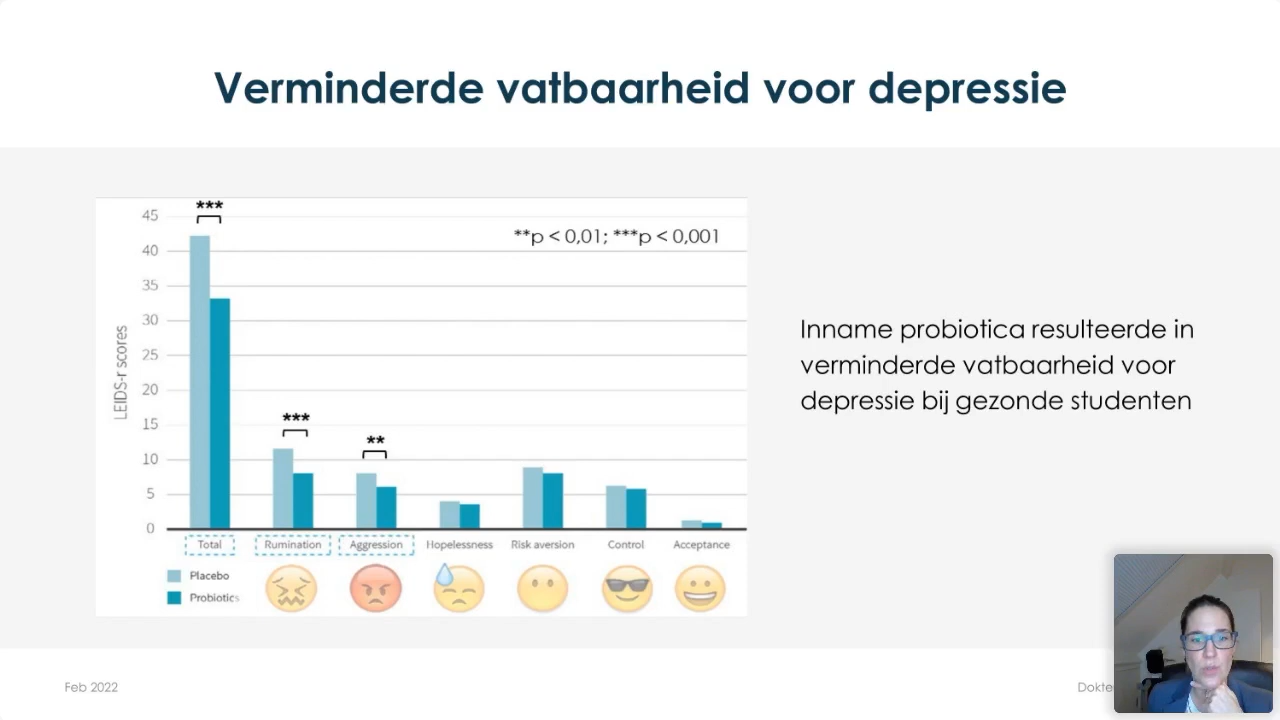 Verminderde vatbaarheid voor depressie
***
45
**p < 0,01; ***p < 0,001
40
35
30
25
20
15
10
5
0
LEIDS-r scores
***
**
Total Rumination Aggression Hopelessness Risk aversion Control Acceptance
Placebo
Probiotics
Inname probiotica resulteerde in
verminderde vatbaarheid voor
depressie bij gezonde studenten
Feb 2022